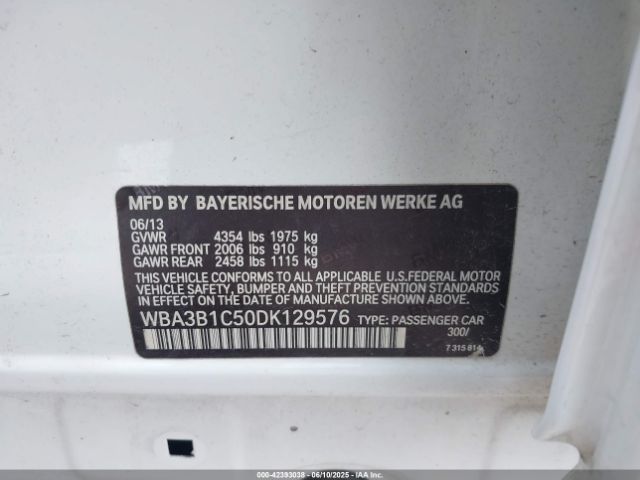 MFD BY BAYERISCHE MOTOREN WERKE AG
06/13
GVWR 4354 lbs 1975 kg
GAWR FRONT 2006 lbs 910 kg
GAWR REAR 2458 lbs 1115 kg
THIS VEHICLE CONFORMS TO ALL APPLICABLE U.S.FEDERAL MOTOR
VEHICLE SAFETY, BUMPER AND THEFT PREVENTION STANDARDS
IN EFFECT ON THE DATE OF MANUFACTURE SHOWN ABOVE.
WBA3B1C50DK129576 TYPE: PASSENGER CAR
300/
7 315 814
000-42393038 - 06/10/2025 - IAA Inc.